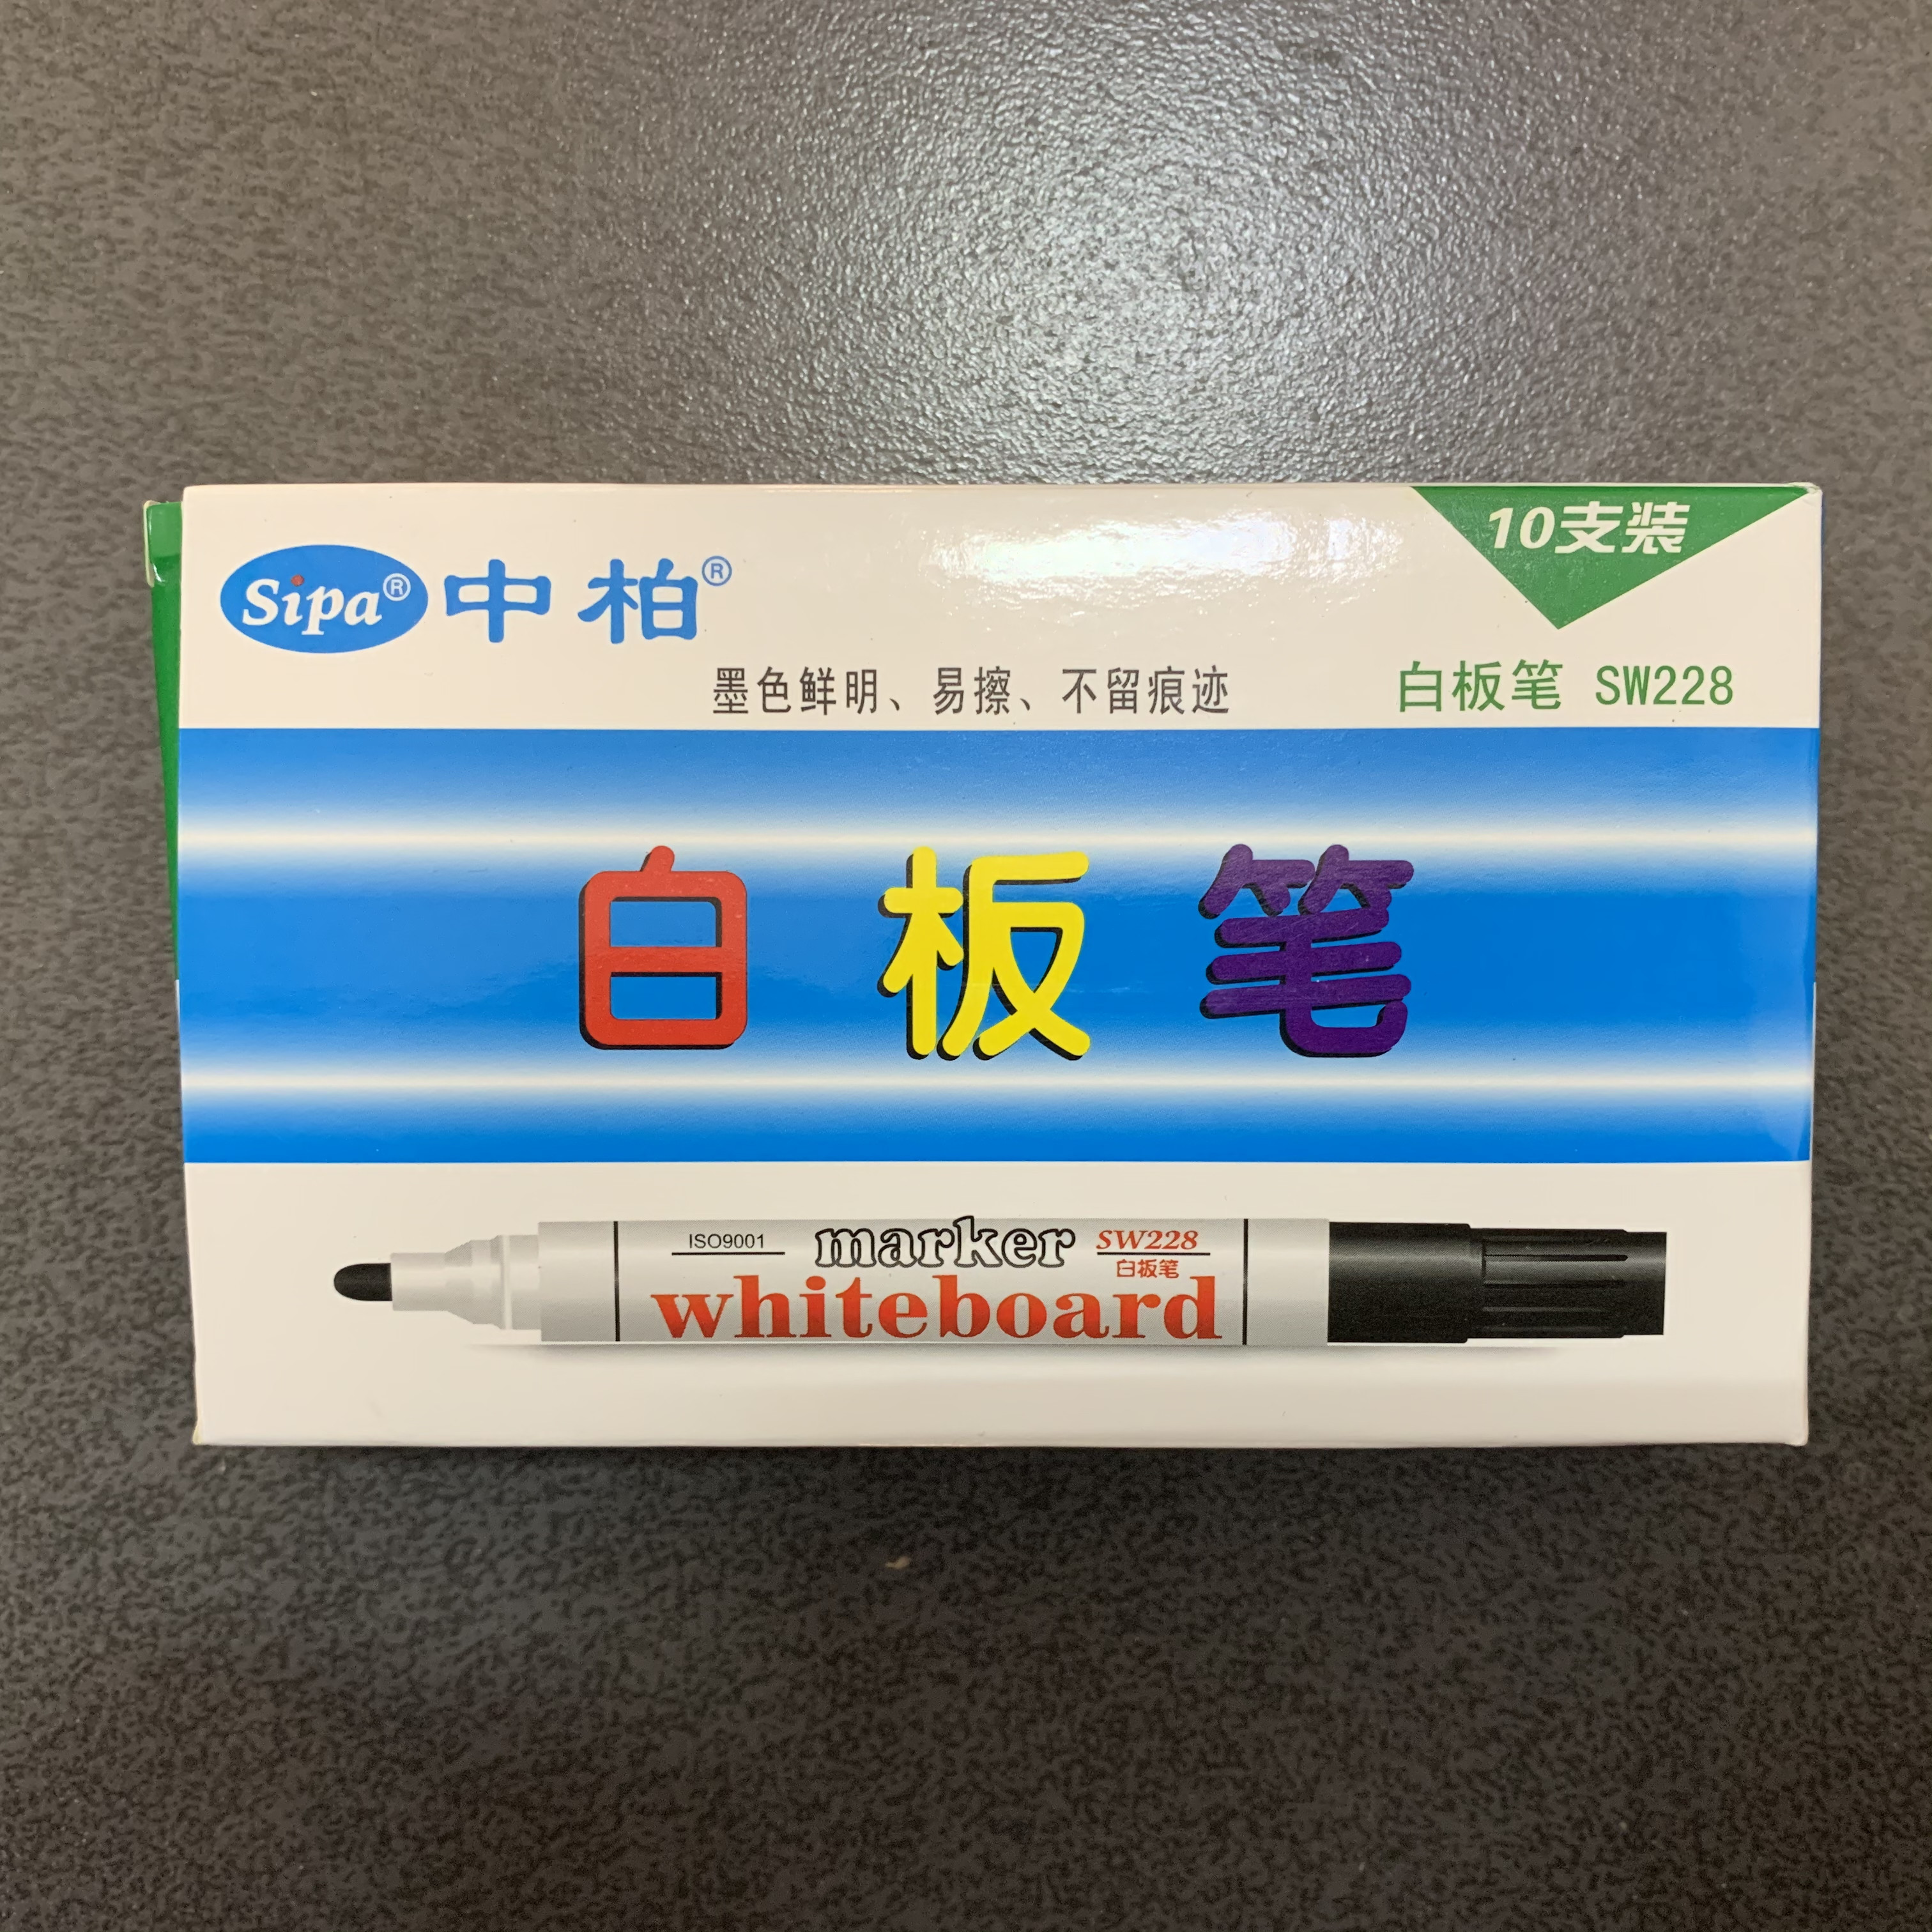 10支装
Sipa® 中柏®
墨色鲜明、易擦、不留痕迹
白板笔 SW228
白板笔
ISO9001 marker SW228
白板笔
whiteboard